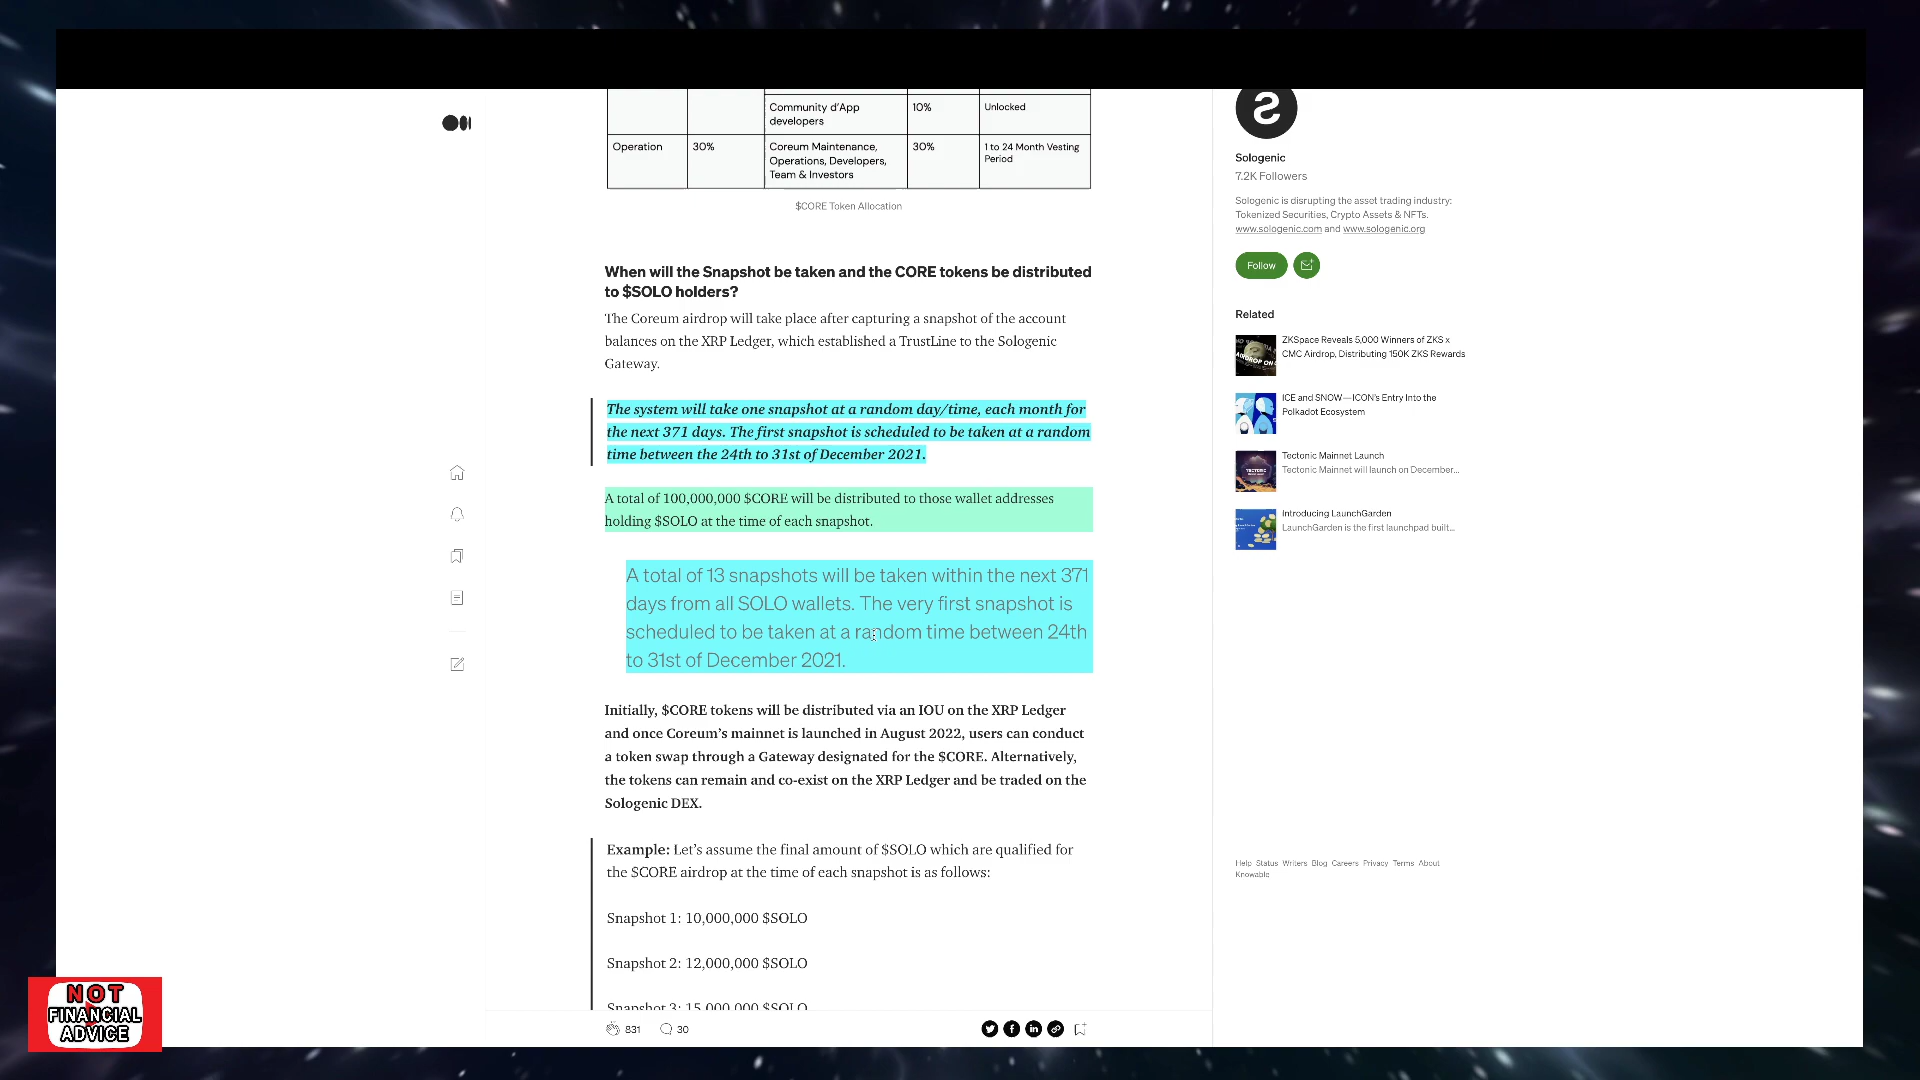 Community d'App
developers
10%
Unlocked
Operation
30%
Coreum Maintenance,
Operations, Developers,
Team & Investors
30%
1 to 24 Month Vesting
Period
$CORE Token Allocation
When will the Snapshot be taken and the CORE tokens be distributed
to $SOLO holders?
The Coreum airdrop will take place after capturing a snapshot of the account
balances on the XRP Ledger, which established a TrustLine to the Sologenic
Gateway.
The system will take one snapshot at a random day/time, each month for
the next 371 days. The first snapshot is scheduled to be taken at a random
time between the 24th to 31st of December 2021.
A total of 100,000,000 $CORE will be distributed to those wallet addresses
holding $SOLO at the time of each snapshot.
A total of 13 snapshots will be taken within the next 371
days from all SOLO wallets. The very first snapshot is
scheduled to be taken at a random time between 24th
to 31st of December 2021.
Initially, $CORE tokens will be distributed via an IOU on the XRP Ledger
and once Coreum's mainnet is launched in August 2022, users can conduct
a token swap through a Gateway designated for the $CORE. Alternatively,
the tokens can remain and co-exist on the XRP Ledger and be traded on the
Sologenic DEX.
Example: Let's assume the final amount of $SOLO which are qualified for
the SCORE airdrop at the time of each snapshot is as follows:
Snapshot 1: 10,000,000 $SOLO
Snapshot 2: 12,000,000 $SOLO
Snapshot 3: 15,000,000 $SOLO
831
30
Sologenic
7.2K Followers
Sologenic is disrupting the asset trading industry:
Tokenized Securities, Crypto Assets & NFTs.
www.sologenic.com and www.sologenic.org
Follow
Related
ZKSpace Reveals 5,000 Winners of ZKS x
CMC Airdrop, Distributing 150K ZKS Rewards
ICE and SNOW—ICON's Entry Into the
Polkadot Ecosystem
Tectonic Mainnet Launch
Tectonic Mainnet will launch on December...
Introducing LaunchGarden
LaunchGarden is the first launchpad built...
Help Status Writers Blog Careers Privacy Terms About
Knowable
NOT
FINANCIAL
ADVICE